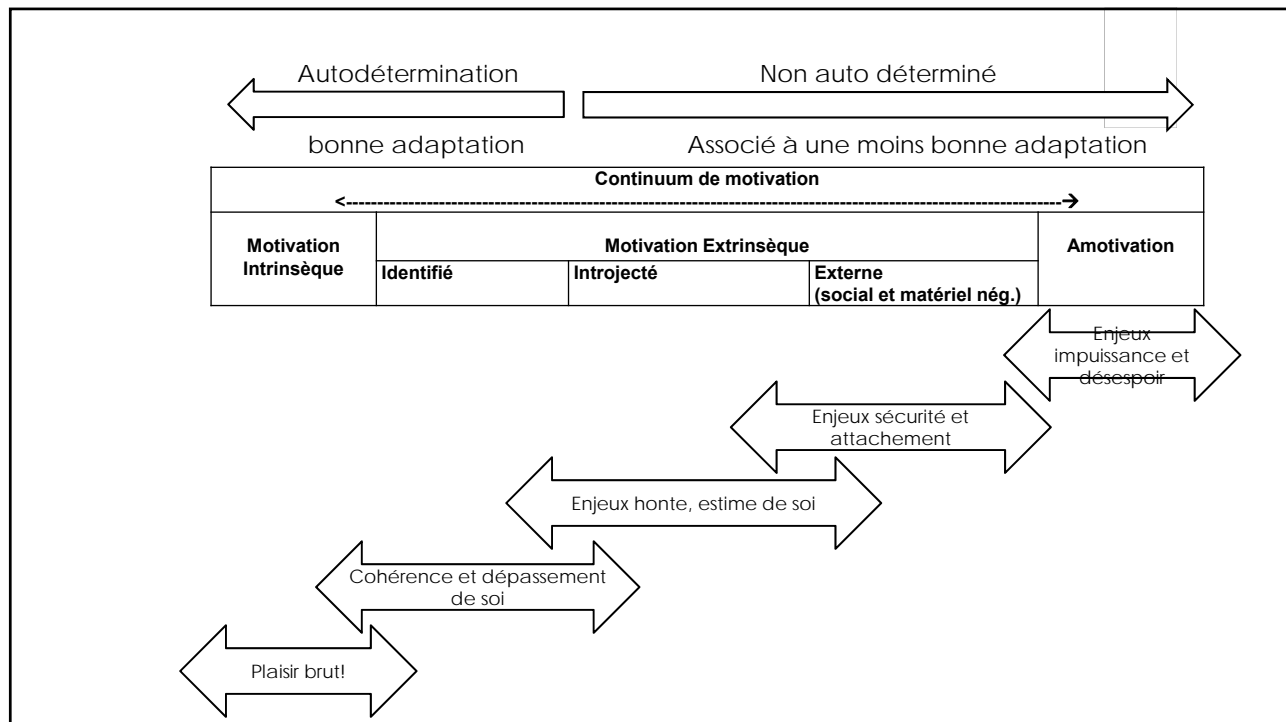 Autodétermination
Non auto déterminé
bonne adaptation
Associé à une moins bonne adaptation
Continuum de motivation
<-----------------------------------------------------------------------→
Motivation
Intrinsèque
Motivation Extrinsèque
Amotivation
Identifié
Introjecté
Externe
(social et matériel nég.)
Enjeux
impuissance et
désespoir
Enjeux sécurité et
attachement
Enjeux honte, estime de soi
Cohérence et dépassement
de soi
Plaisir brut!